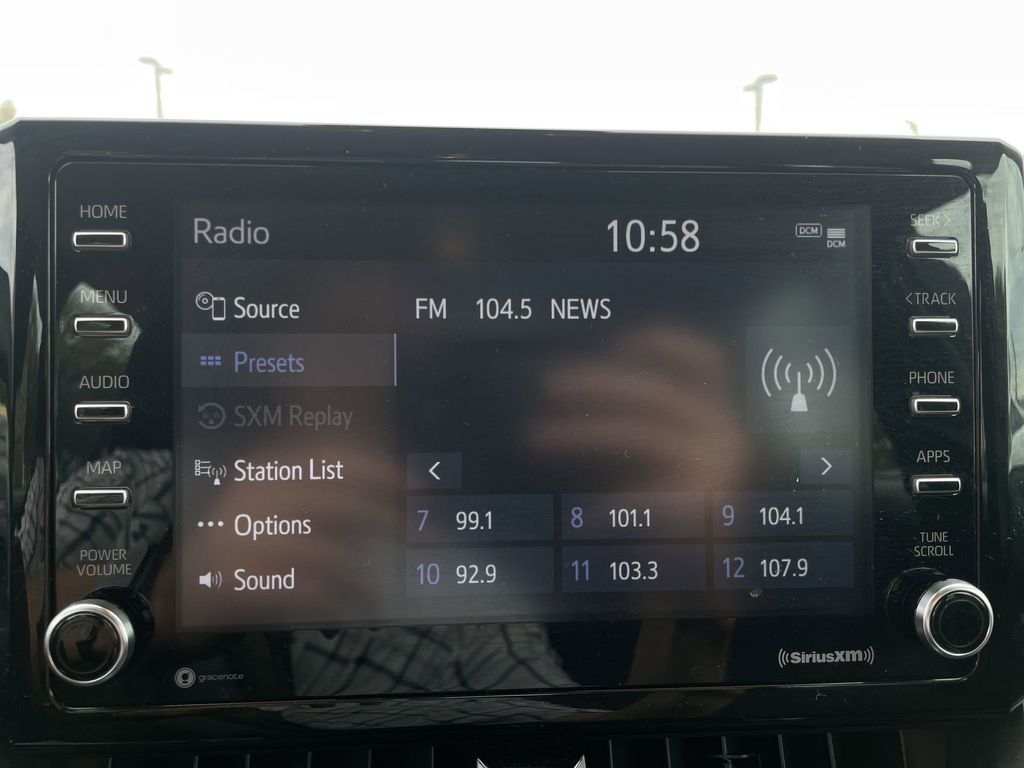 HOME
MENU
AUDIO
MAP
POWER
VOLUME
Radio
10:58
DCM
DCM
Source
Presets
SXM Replay
Station List
Options
Sound
FM 104.5 NEWS
< >
7 99.1 8 101.1 9 104.1
10 92.9 11 103.3 12 107.9
SEEK>
<TRACK
PHONE
APPS
TUNE
SCROLL
gracenote
((SiriusXM))